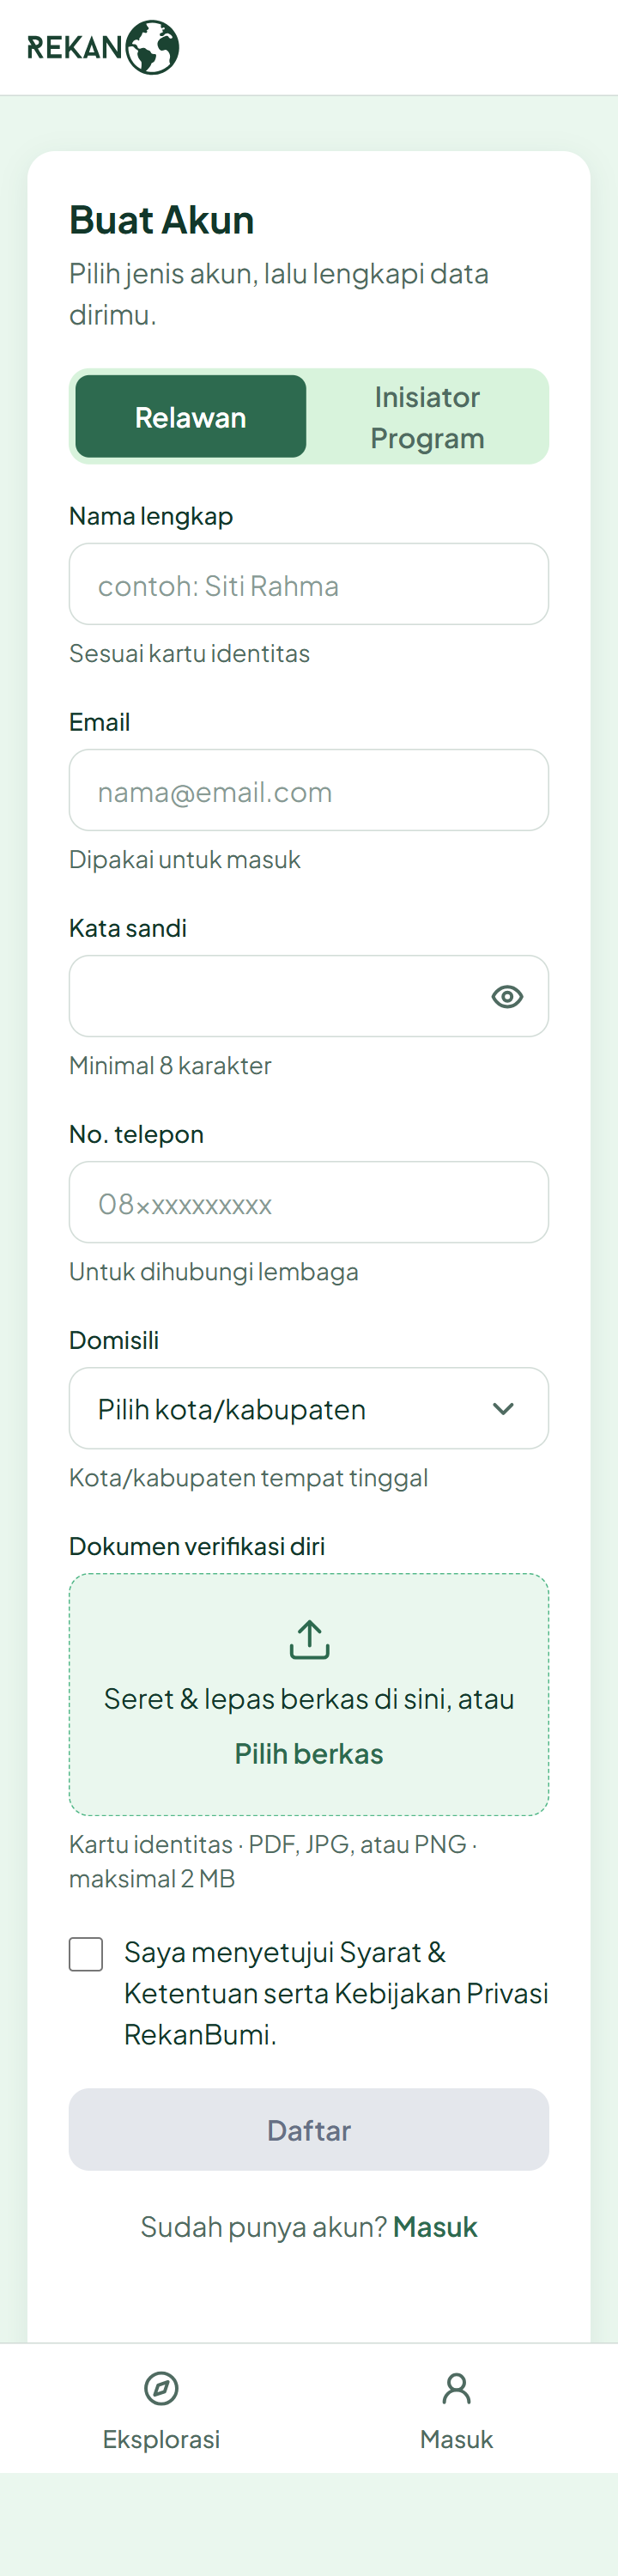 REKAN
Buat Akun
Pilih jenis akun, lalu lengkapi data
dirimu.
Relawan
Inisiator
Program
Nama lengkap
contoh: Siti Rahma
Sesuai kartu identitas
Email
nama@email.com
Dipakai untuk masuk
Kata sandi
Minimal 8 karakter
No. telepon
08xxxxxxxxxx
Untuk dihubungi lembaga
Domisili
Pilih kota/kabupaten
Kota/kabupaten tempat tinggal
Dokumen verifikasi diri
Seret & lepas berkas di sini, atau
Pilih berkas
Kartu identitas · PDF, JPG, atau PNG ·
maksimal 2 MB
Saya menyetujui Syarat &
Ketentuan serta Kebijakan Privasi
RekanBumi.
Daftar
Sudah punya akun? Masuk
Eksplorasi
Masuk